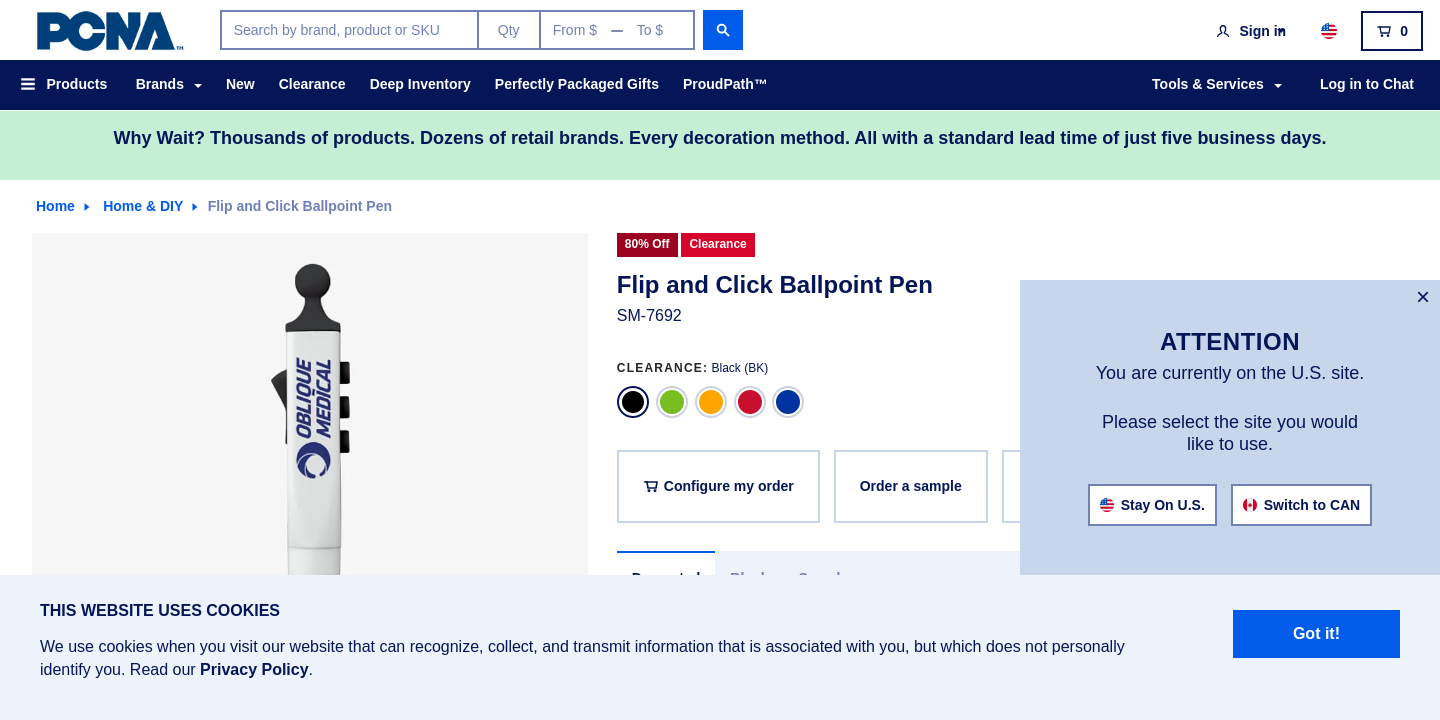 PCNA™
Search by brand, product or SKU
Qty
From $ — To $
Sign in
0
Products
Brands
New
Clearance
Deep Inventory
Perfectly Packaged Gifts
ProudPath™
Tools & Services
Log in to Chat
Why Wait? Thousands of products. Dozens of retail brands. Every decoration method. All with a standard lead time of just five business days.
Home
Home & DIY
Flip and Click Ballpoint Pen
OBLIQUE
MEDICAL
80% Off
Clearance
Flip and Click Ballpoint Pen
SM-7692
CLEARANCE: Black (BK)
Configure my order
Order a sample
×
ATTENTION
You are currently on the U.S. site.
Please select the site you would
like to use.
Stay On U.S.
Switch to CAN
THIS WEBSITE USES COOKIES
We use cookies when you visit our website that can recognize, collect, and transmit information that is associated with you, but which does not personally
identify you. Read our Privacy Policy.
Got it!